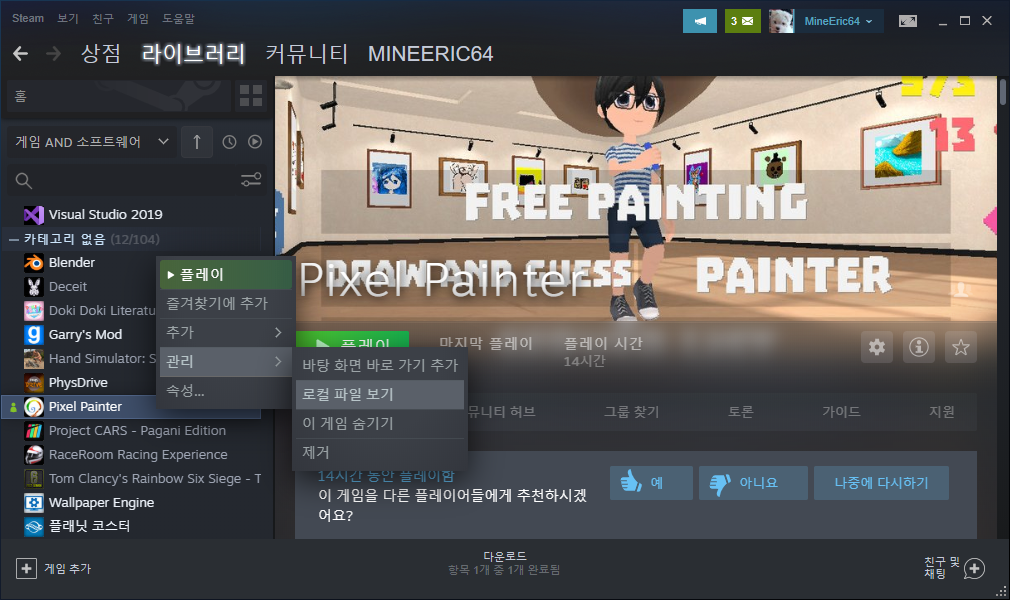 Steam 보기 친구 게임 도움말
3
MineEric64
상점 라이브러리 커뮤니티 MINEERIC64
홈
게임 AND 소프트웨어
Visual Studio 2019
카테고리 없음 (12/104)
Blender
Deceit
Doki Doki Literatu
Garry's Mod
Hand Simulator: S
PhysDrive
Pixel Painter
Project CARS - Pagani Edition
RaceRoom Racing Experience
Tom Clancy's Rainbow Six Siege - T
Wallpaper Engine
플래닛 코스터
플레이
즐겨찾기에 추가
추가
관리
속성...
바탕 화면 바로 가기 추가
로컬 파일 보기
이 게임 숨기기
제거
13
FREE PAINTING
DRAW AND GUESS
PAINTER
Pixel Painter
플레이
마지막 플레이
플레이 시간
14시간
뮤니티 허브
그룹 찾기
토론
가이드
지원
14시간 동안 플레이함
이 게임을 다른 플레이어들에게 추천하시겠
어요?
예
아니요
나중에 다시하기
게임 추가
다운로드
항목 1개 중 1개 완료됨
친구 및
채팅